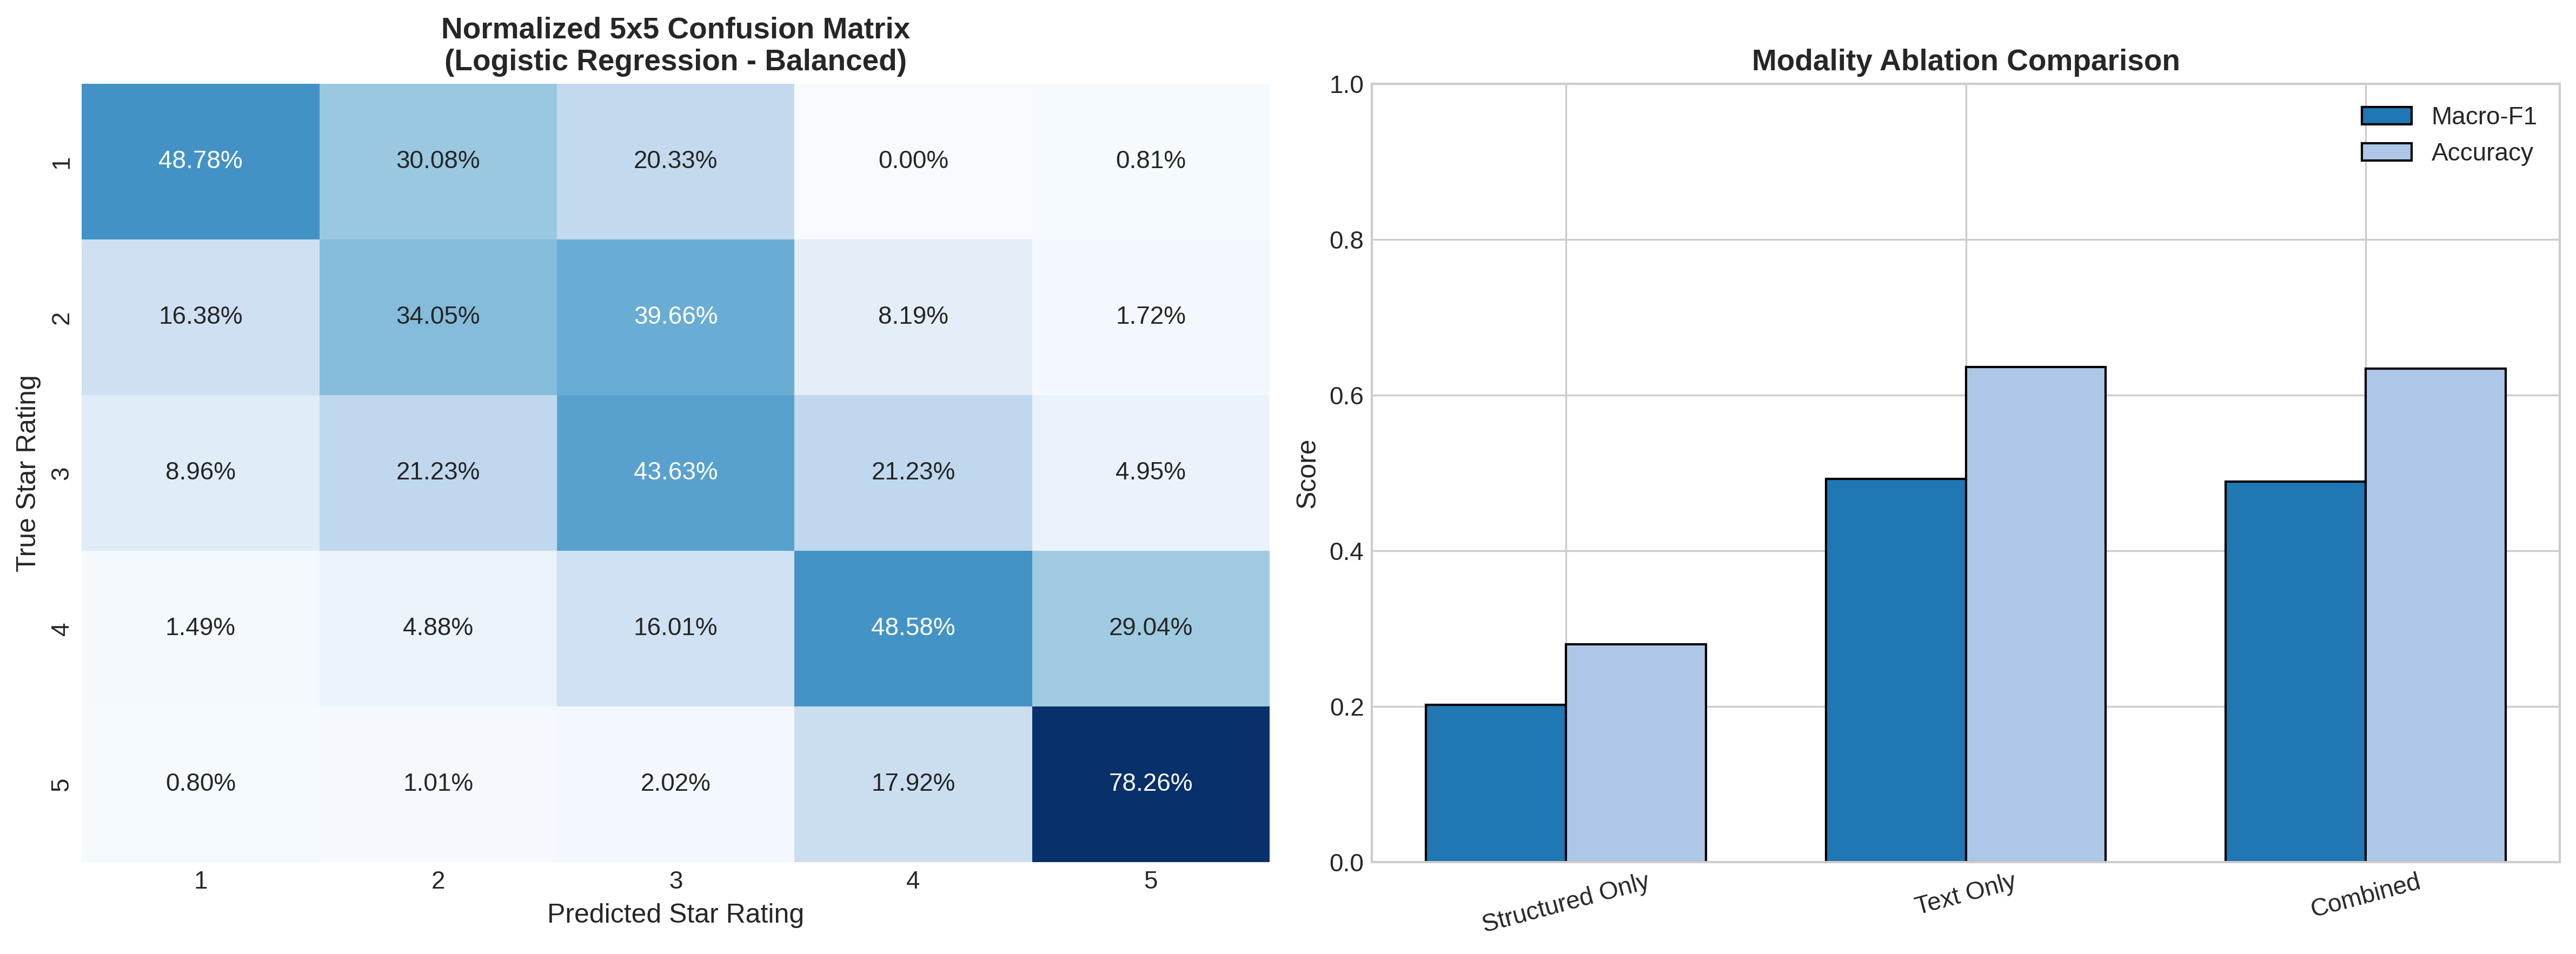 Normalized 5x5 Confusion Matrix
(Logistic Regression - Balanced)
True Star Rating
1
48.78% 30.08% 20.33% 0.00% 0.81%
2
16.38% 34.05% 39.66% 8.19% 1.72%
3
8.96% 21.23% 43.63% 21.23% 4.95%
4
1.49% 4.88% 16.01% 48.58% 29.04%
5
0.80% 1.01% 2.02% 17.92% 78.26%
1 2 3 4 5
Predicted Star Rating
Modality Ablation Comparison
Score
1.0
0.8
0.6
0.4
0.2
0.0
Macro-F1
Accuracy
Structured Only
Text Only
Combined